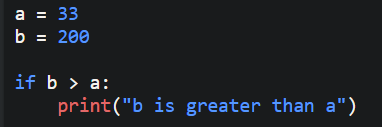 a = 33
b = 200
if b > a:
    print("b is greater than a")